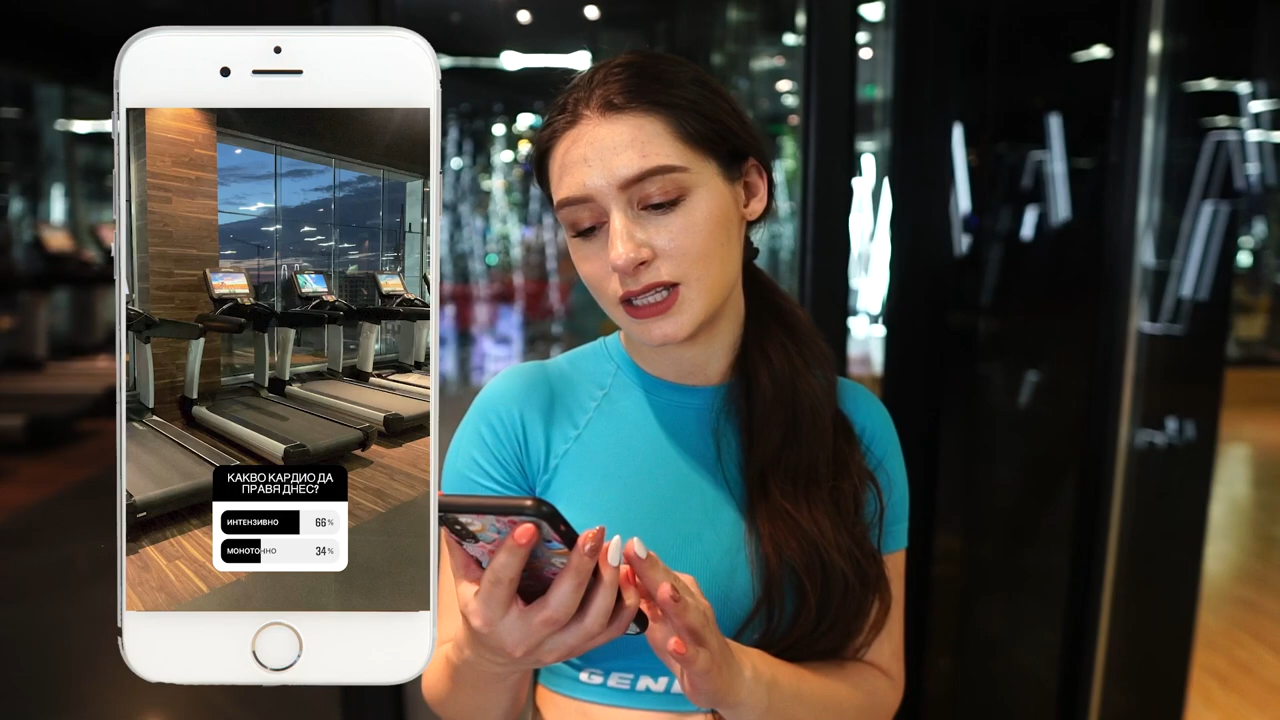 КАКВО КАРДИО ДА
ПРАВЯ ДНЕС?
ИНТЕНЗИВНО 66%
МОНОТОННО 34%
GEN